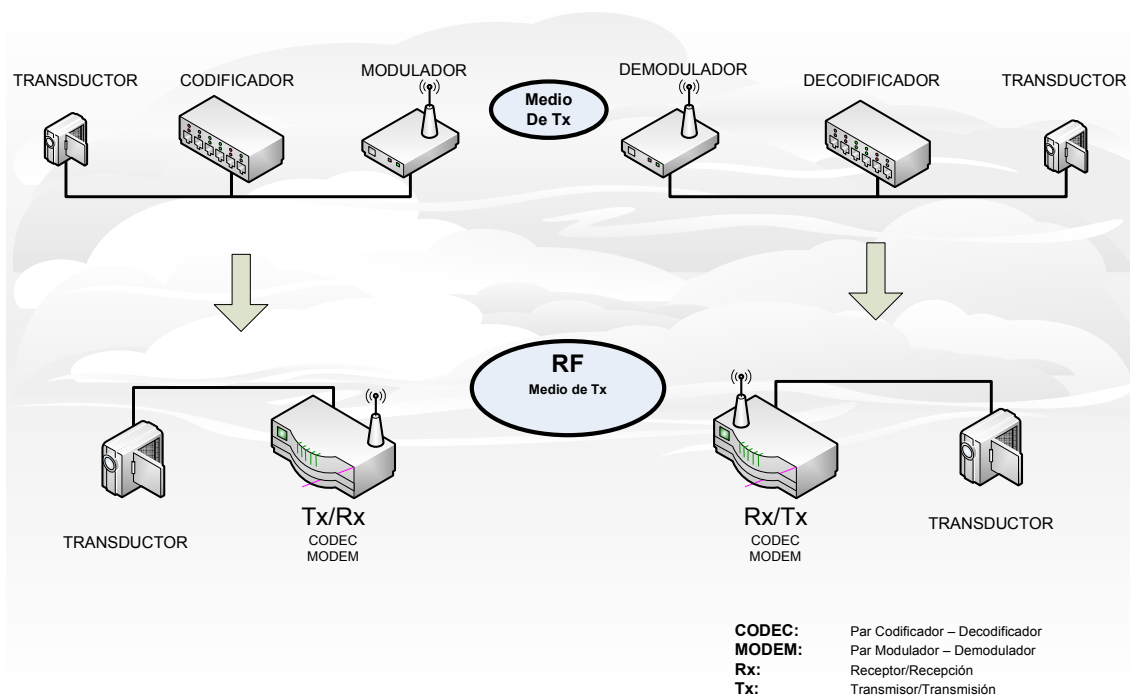 TRANSDUCTOR
CODIFICADOR
MODULADOR
Medio
De Tx
DEMODULADOR
DECODIFICADOR
TRANSDUCTOR
RF
Medio de Tx
TRANSDUCTOR
Tx/Rx
CODEC
MODEM
Rx/Tx
CODEC
MODEM
TRANSDUCTOR
CODEC: Par Codificador – Decodificador
MODEM: Par Modulador – Demodulador
Rx: Receptor/Recepción
Tx: Transmisor/Transmisión